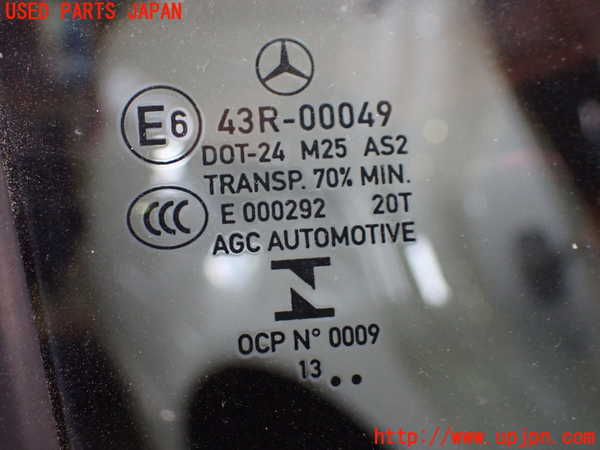 USED PARTS JAPAN
E6 43R-00049
DOT-24 M25 AS2
TRANSP. 70% MIN.
CCC E 000292 20T
AGC AUTOMOTIVE
OCP N° 0009
13 ..
http://www.upjpn.com/